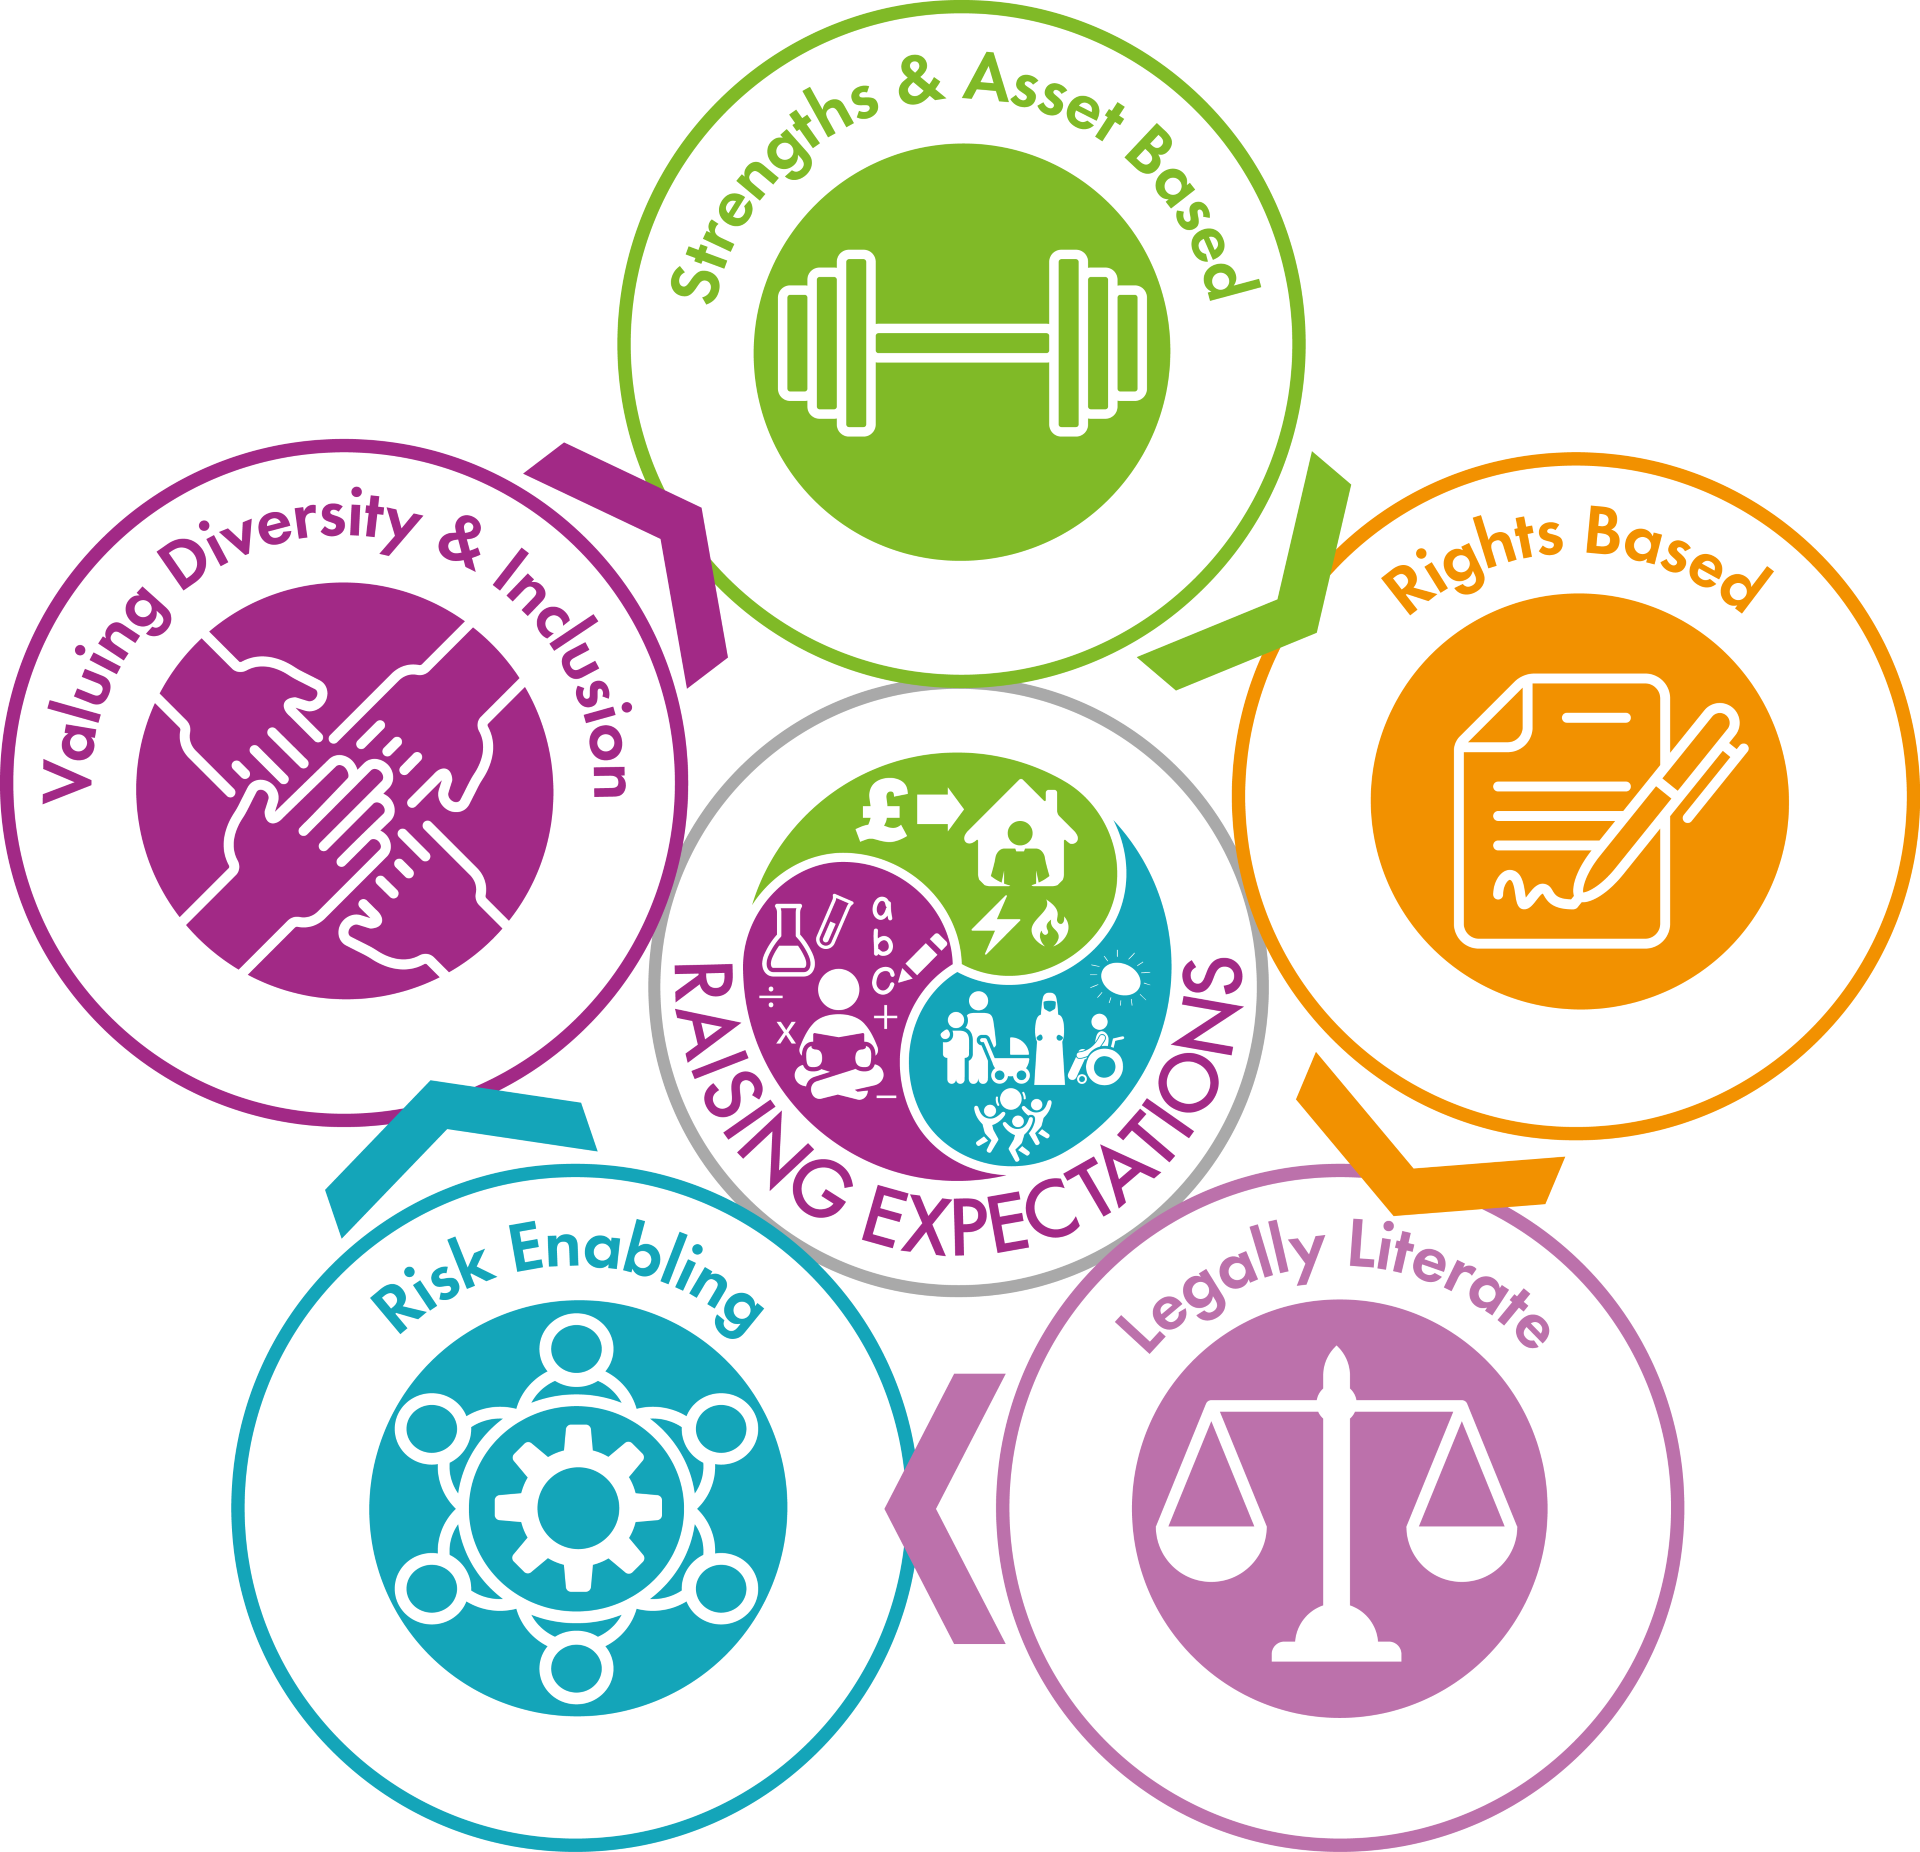 Strengths & Asset Based
Rights Based
Legally Literate
Risk Enabling
Valuing Diversity & Inclusion
RAISING EXPECTATIONS
£
a
b
c
÷
x
+
−